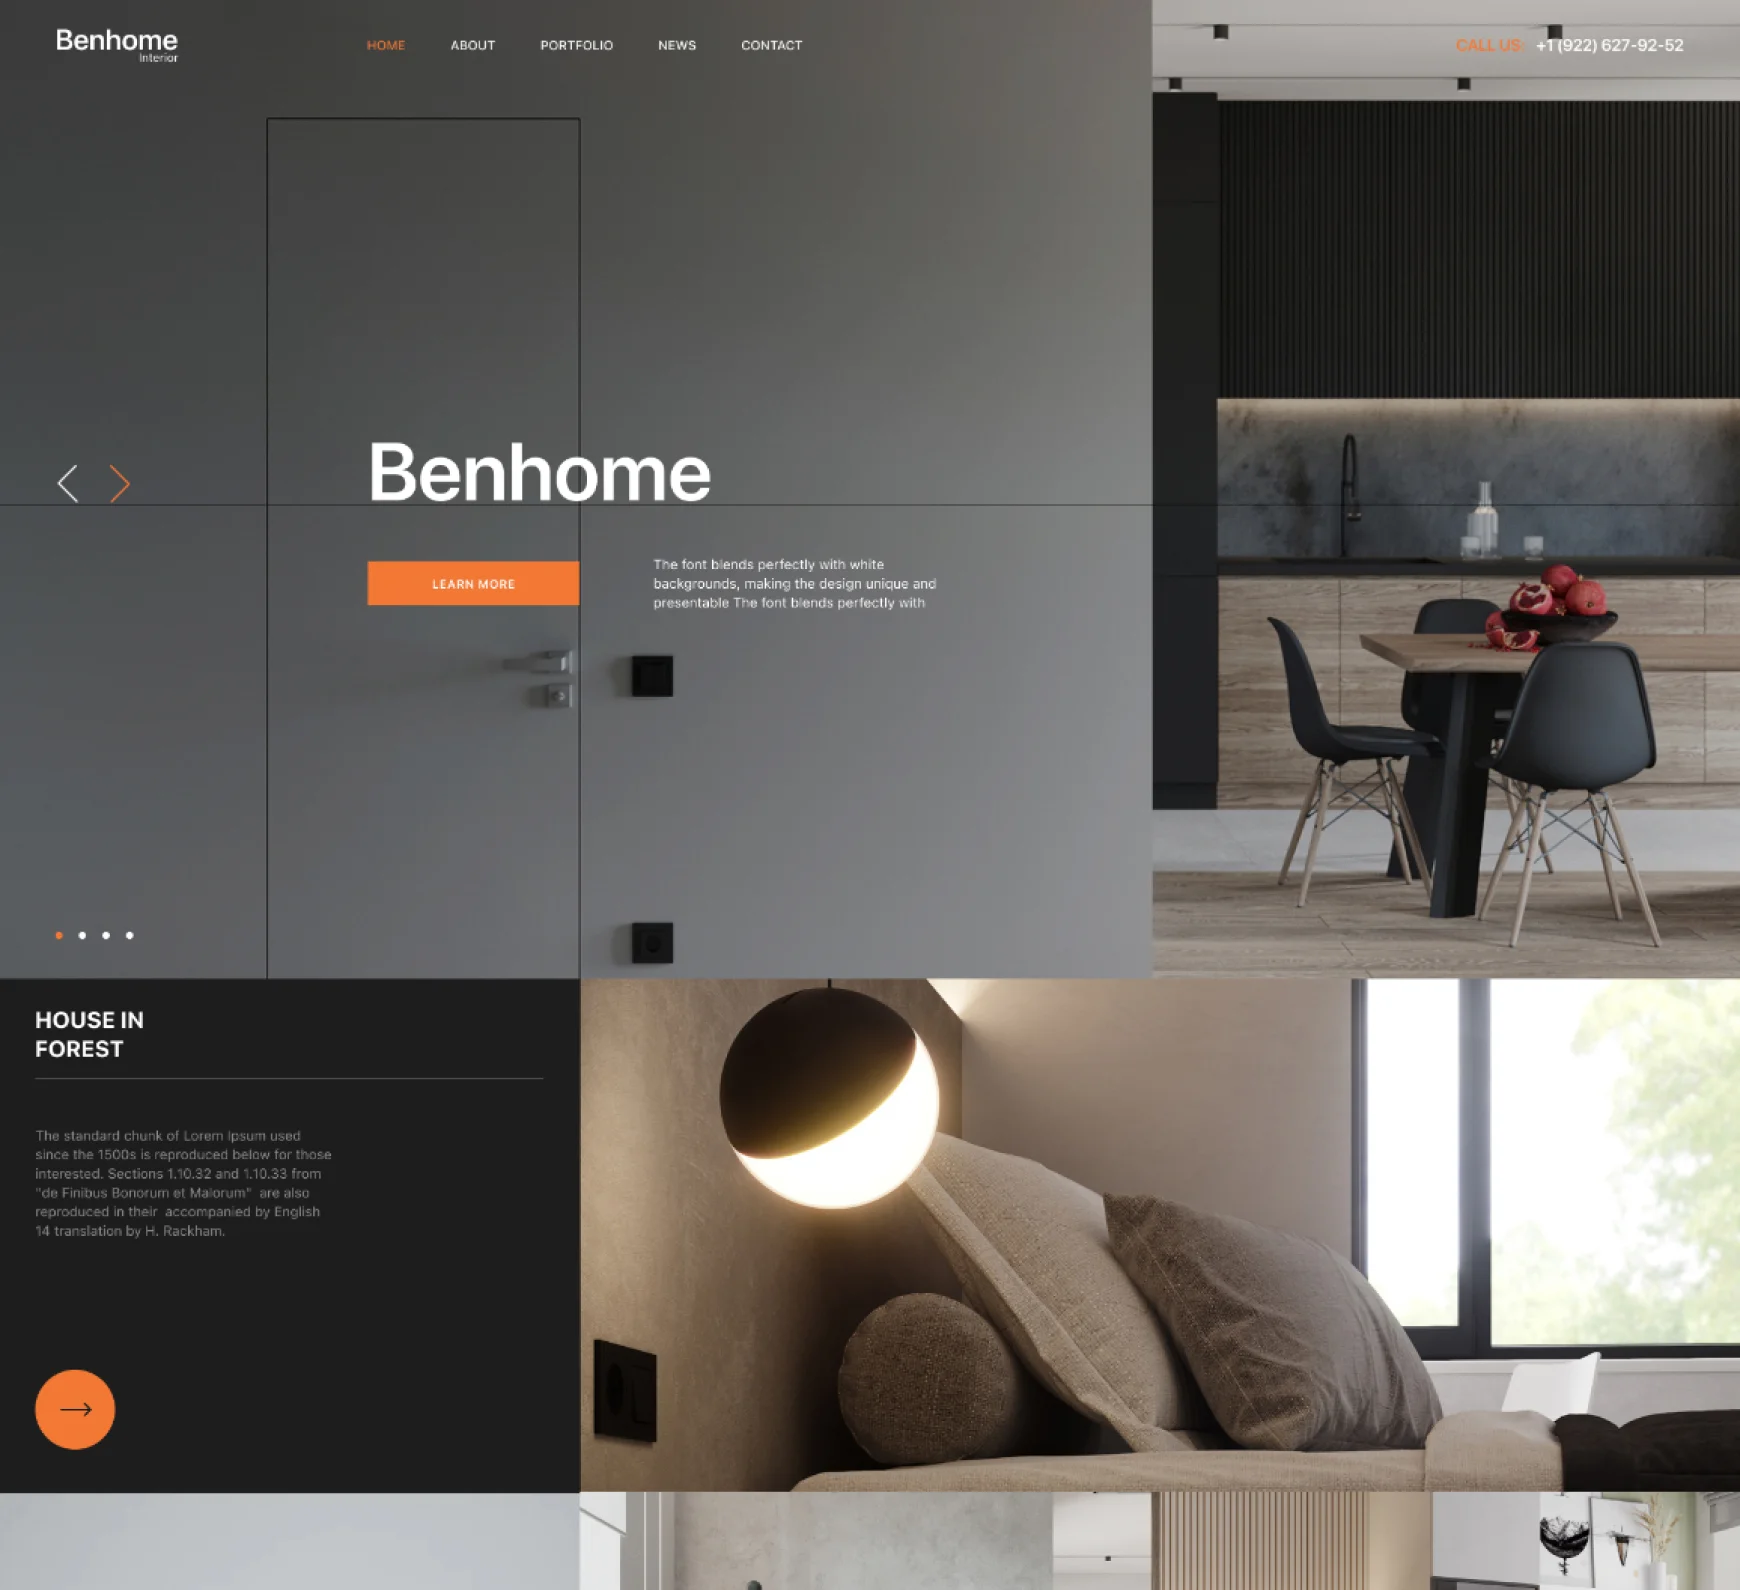 Benhome
Interior
HOME
ABOUT
PORTFOLIO
NEWS
CONTACT
CALL US:
+1 (922) 627-92-52
Benhome
LEARN MORE
The font blends perfectly with white
backgrounds, making the design unique and
presentable The font blends perfectly with
HOUSE IN
FOREST
The standard chunk of Lorem Ipsum used
since the 1500s is reproduced below for those
interested. Sections 1.10.32 and 1.10.33 from
"de Finibus Bonorum et Malorum"  are also
reproduced in their  accompanied by English
14 translation by H. Rackham.